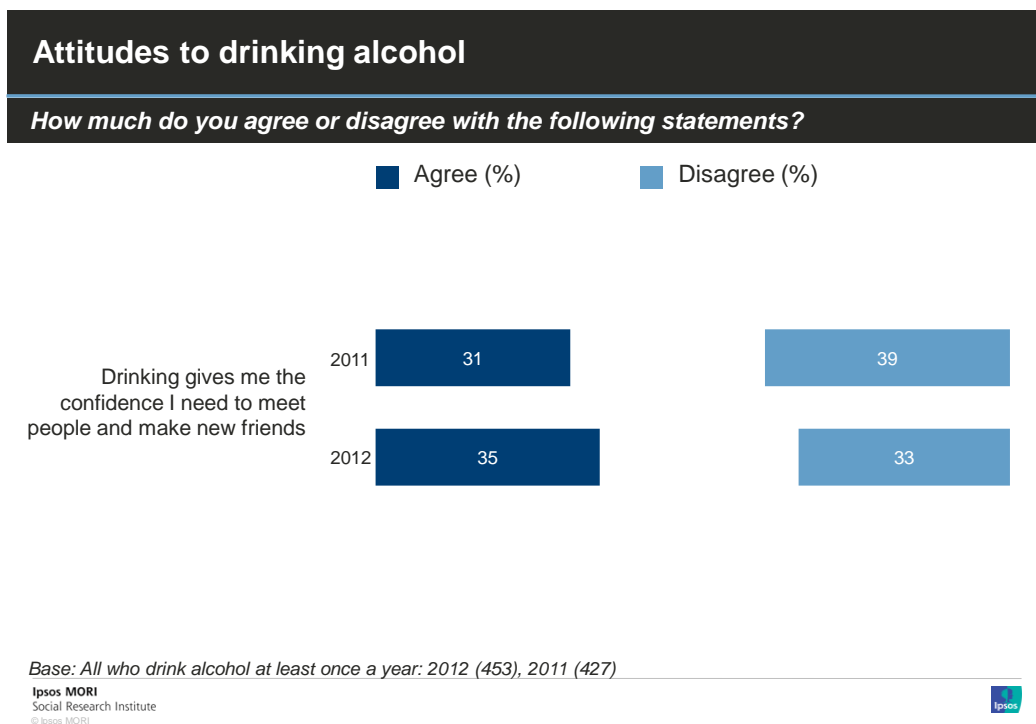 Attitudes to drinking alcohol
How much do you agree or disagree with the following statements?
Agree (%)
Disagree (%)
Drinking gives me the
confidence I need to meet
people and make new friends
2011
31
39
2012
35
33
Base: All who drink alcohol at least once a year: 2012 (453), 2011 (427)
Ipsos MORI
Social Research Institute
© Ipsos MORI
Ipsos